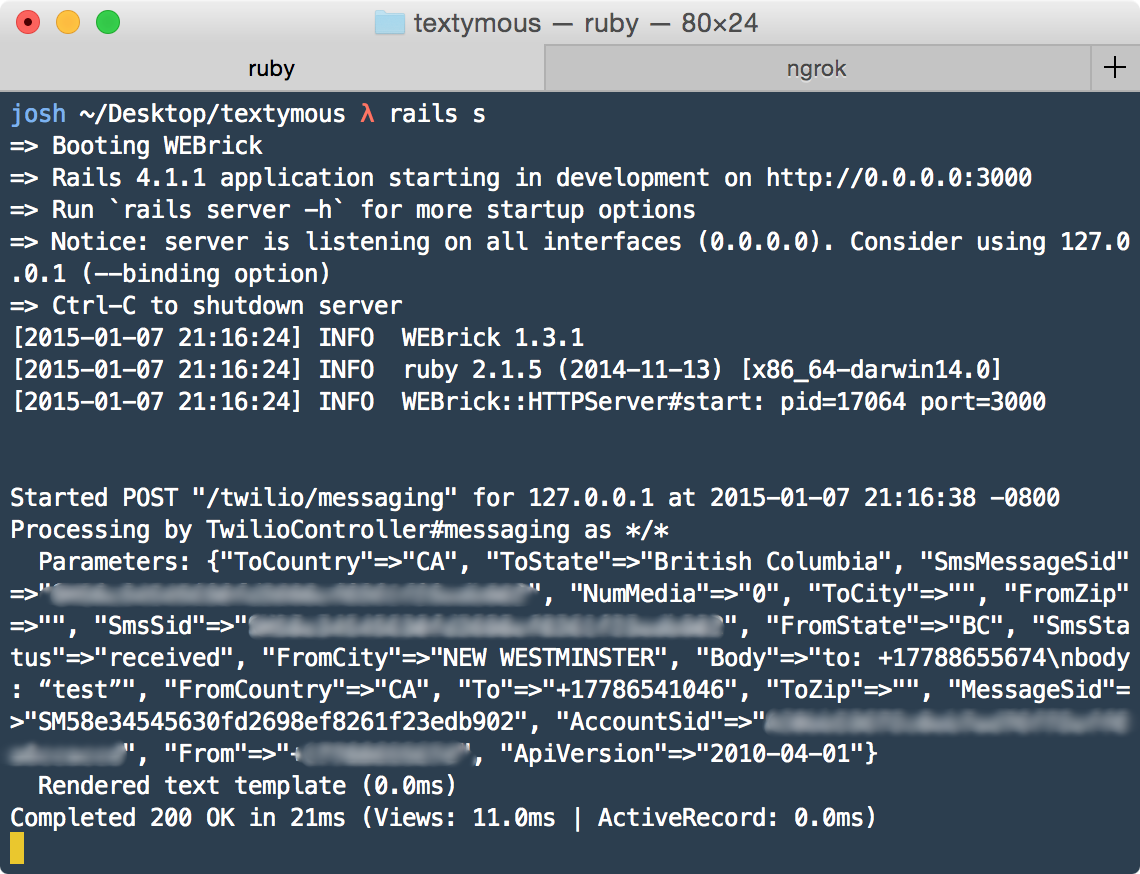 textymous — ruby — 80×24
ruby
ngrok
+
josh ~/Desktop/textymous λ rails s
=> Booting WEBrick
=> Rails 4.1.1 application starting in development on http://0.0.0.0:3000
=> Run `rails server -h` for more startup options
=> Notice: server is listening on all interfaces (0.0.0.0). Consider using 127.0
.0.1 (--binding option)
=> Ctrl-C to shutdown server
[2015-01-07 21:16:24] INFO  WEBrick 1.3.1
[2015-01-07 21:16:24] INFO  ruby 2.1.5 (2014-11-13) [x86_64-darwin14.0]
[2015-01-07 21:16:24] INFO  WEBrick::HTTPServer#start: pid=17064 port=3000
Started POST "/twilio/messaging" for 127.0.0.1 at 2015-01-07 21:16:38 -0800
Processing by TwilioController#messaging as */*
  Parameters: {"ToCountry"=>"CA", "ToState"=>"British Columbia", "SmsMessageSid"
=>"", "NumMedia"=>"0", "ToCity"=>"", "FromZip"
=>"", "SmsSid"=>"", "FromState"=>"BC", "SmsSta
tus"=>"received", "FromCity"=>"NEW WESTMINSTER", "Body"=>"to: +17788655674\nbody
: “test”", "FromCountry"=>"CA", "To"=>"+17786541046", "ToZip"=>"", "MessageSid"=
>"SM58e34545630fd2698ef8261f23edb902", "AccountSid"=>"
", "From"=>"+", "ApiVersion"=>"2010-04-01"}
  Rendered text template (0.0ms)
Completed 200 OK in 21ms (Views: 11.0ms | ActiveRecord: 0.0ms)